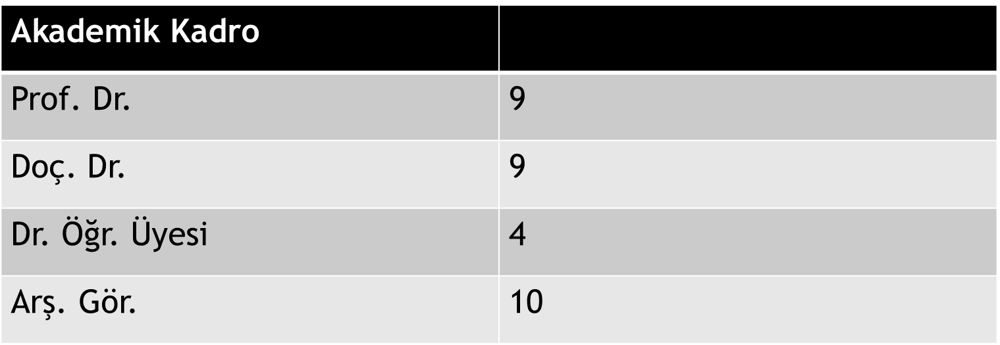 Akademik Kadro
Prof. Dr. 9
Doç. Dr. 9
Dr. Öğr. Üyesi 4
Arş. Gör. 10